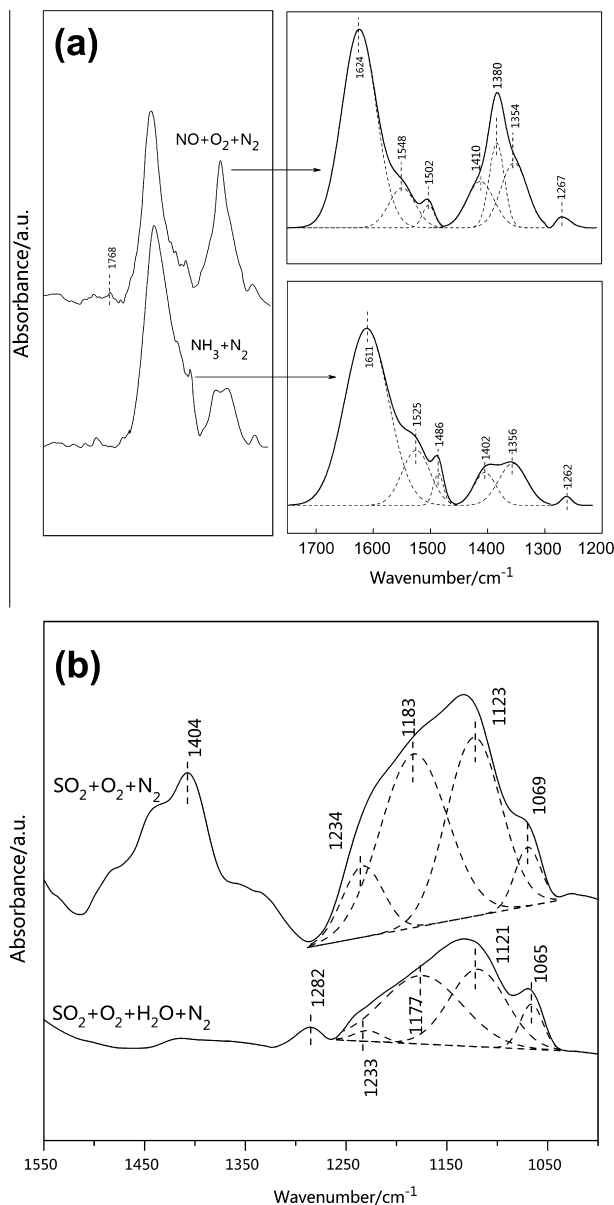 (a)
NO+O₂+N₂
1768
NH₃+N₂
Absorbance/a.u.
1624
1548
1502
1410
1380
1354
1267
1611
1525
1486
1402
1356
1262
1700 1600 1500 1400 1300 1200
Wavenumber/cm⁻¹
(b)
1404
SO₂+O₂+N₂
1234
1183
1123
1069
Absorbance/a.u.
SO₂+O₂+H₂O+N₂
1282
1233
1177
1121
1065
1550 1450 1350 1250 1150 1050
Wavenumber/cm⁻¹